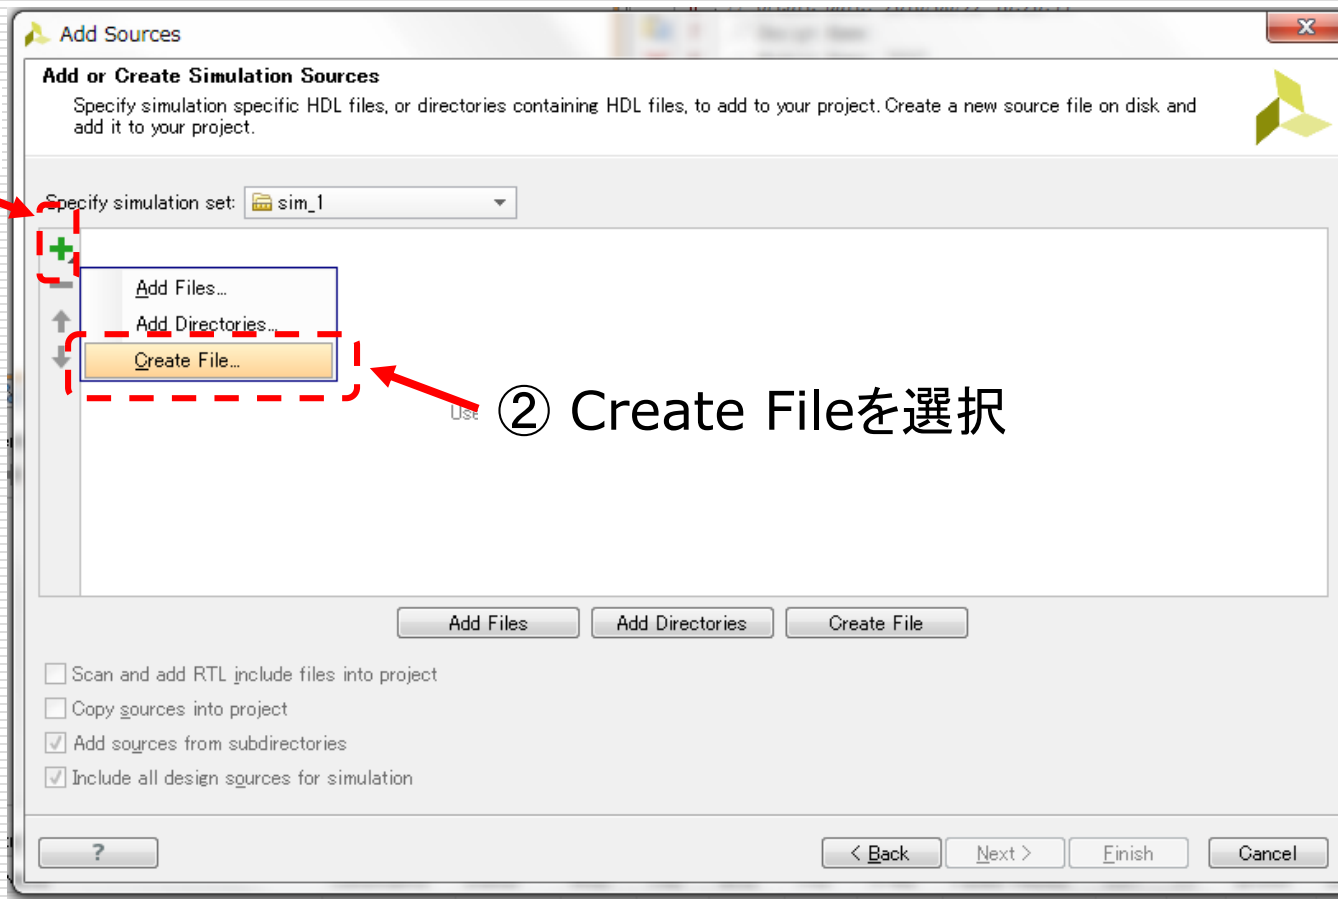 Add Sources
Add or Create Simulation Sources
Specify simulation specific HDL files, or directories containing HDL files, to add to your project. Create a new source file on disk and
add it to your project.
Specify simulation set: sim_1
Add Files...
Add Directories...
Create File...
Use
② Create Fileを選択
Add Files Add Directories Create File
Scan and add RTL include files into project
Copy sources into project
Add sources from subdirectories
Include all design sources for simulation
? < Back Next > Finish Cancel